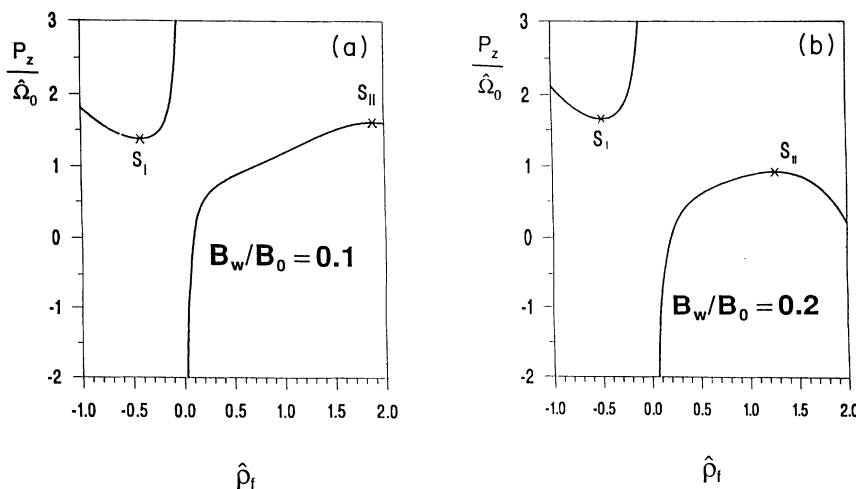 (a)
P_z / Ω̂_0
3
2
1
0
-1
-2
S_I
S_II
B_w/B_0 = 0.1
-1.0 -0.5 0.0 0.5 1.0 1.5 2.0
ρ̂_f
(b)
P_z / Ω̂_0
3
2
1
0
-1
-2
S_I
S_II
B_w/B_0 = 0.2
-1.0 -0.5 0.0 0.5 1.0 1.5 2.0
ρ̂_f